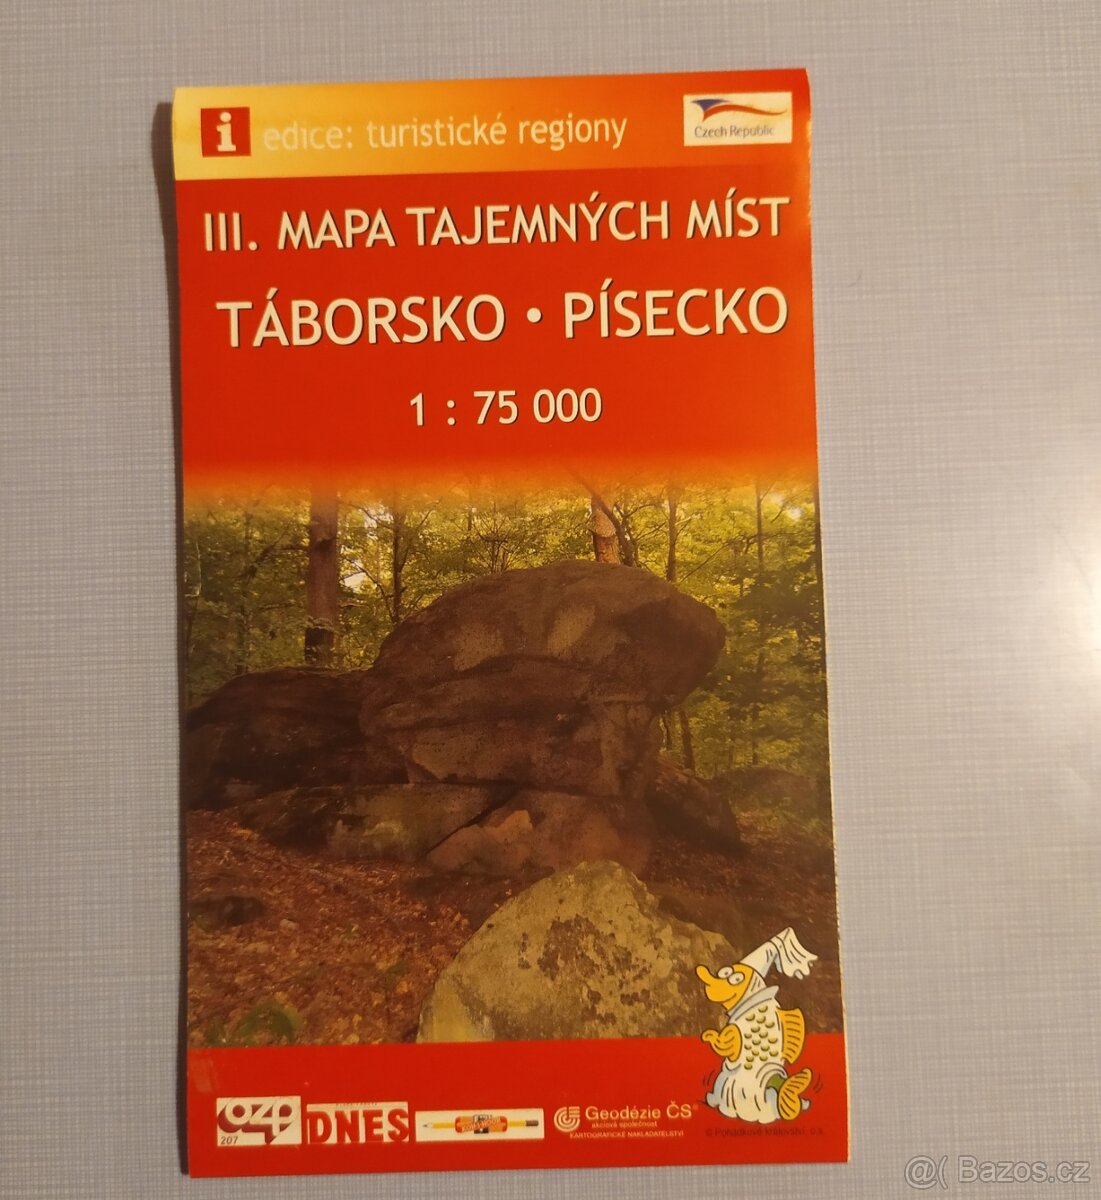 i edice: turistické regiony
Czech Republic
III. MAPA TAJEMNÝCH MÍST
TÁBORSKO • PÍSECKO
1 : 75 000
ozp
207
DNES
Geodézie ČS
akciová společnost
KARTOGRAFICKÉ NAKLADATELSTVÍ
© Pohádkové království, o.s.
@( Bazos.cz